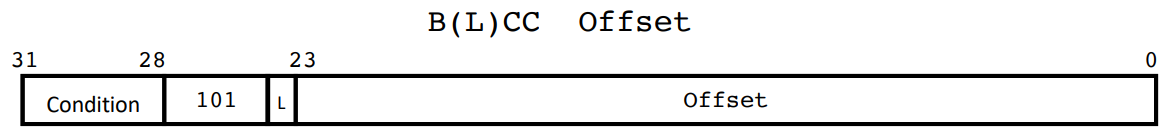 B(L)CC Offset
31 28 23 0
Condition 101 L Offset